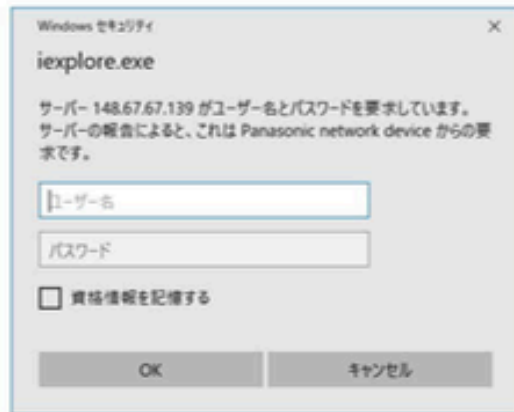 Windows セキュリティ
iexplore.exe
サーバー 148.67.67.139 がユーザー名とパスワードを要求しています。
サーバーの報告によると、これは Panasonic network device からの要
求です。
ユーザー名
パスワード
資格情報を記憶する
OK
キャンセル